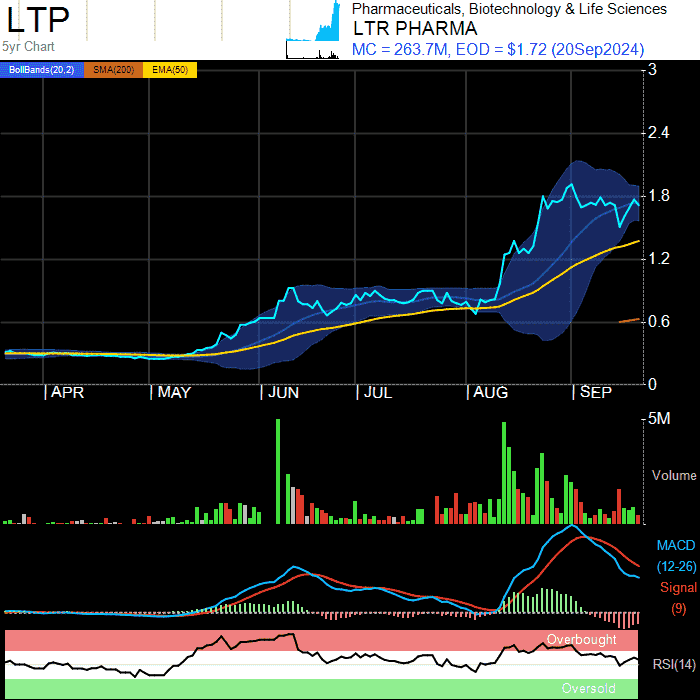 LTP
5yr Chart
Pharmaceuticals, Biotechnology & Life Sciences
LTR PHARMA
MC = 263.7M, EOD = $1.72 (20Sep2024)
BollBands(20,2) SMA(200) EMA(50)
3
2.4
1.8
1.2
0.6
0
APR MAY JUN JUL AUG SEP
5M
Volume
MACD
(12-26)
Signal
(9)
Overbought
RSI(14)
Oversold